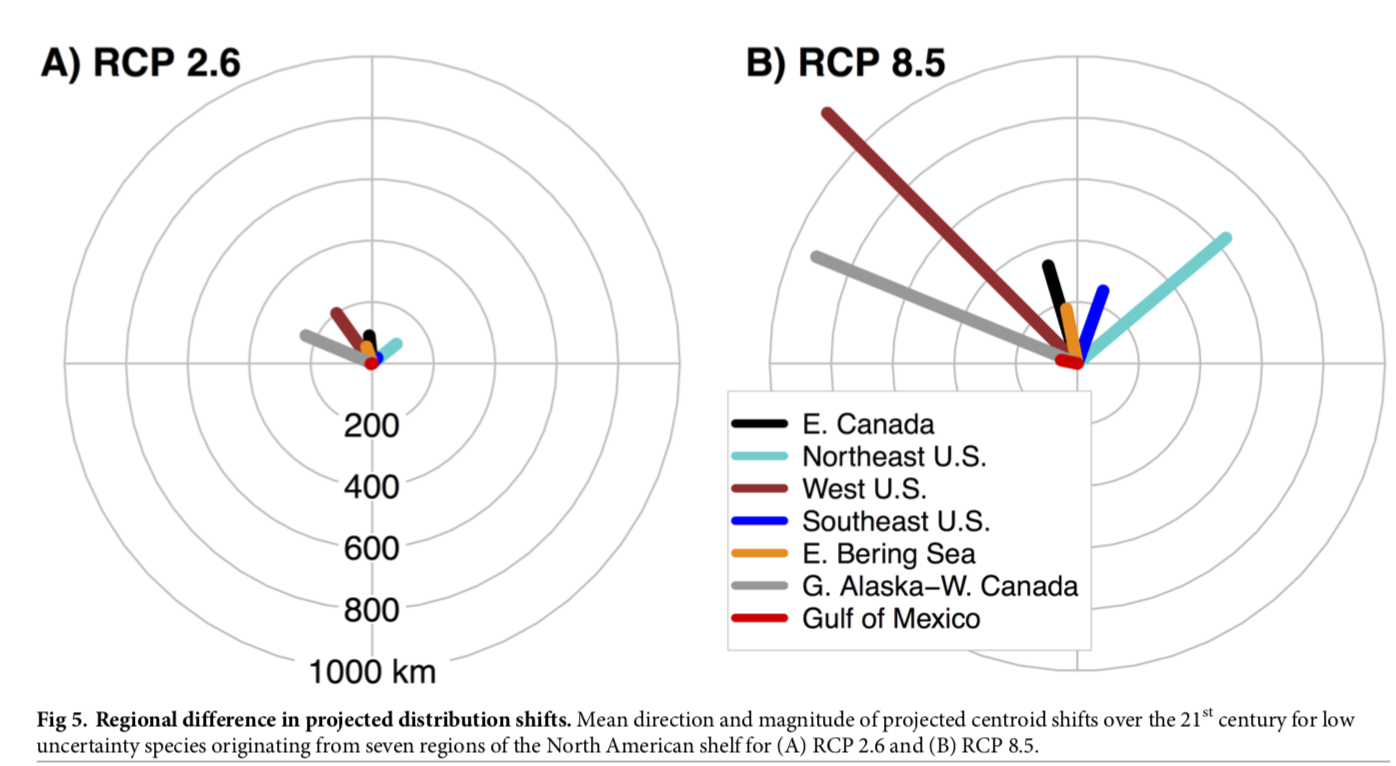 A) RCP 2.6
200
400
600
800
1000 km
B) RCP 8.5
E. Canada
Northeast U.S.
West U.S.
Southeast U.S.
E. Bering Sea
G. Alaska–W. Canada
Gulf of Mexico
Fig 5. Regional difference in projected distribution shifts. Mean direction and magnitude of projected centroid shifts over the 21st century for low
uncertainty species originating from seven regions of the North American shelf for (A) RCP 2.6 and (B) RCP 8.5.